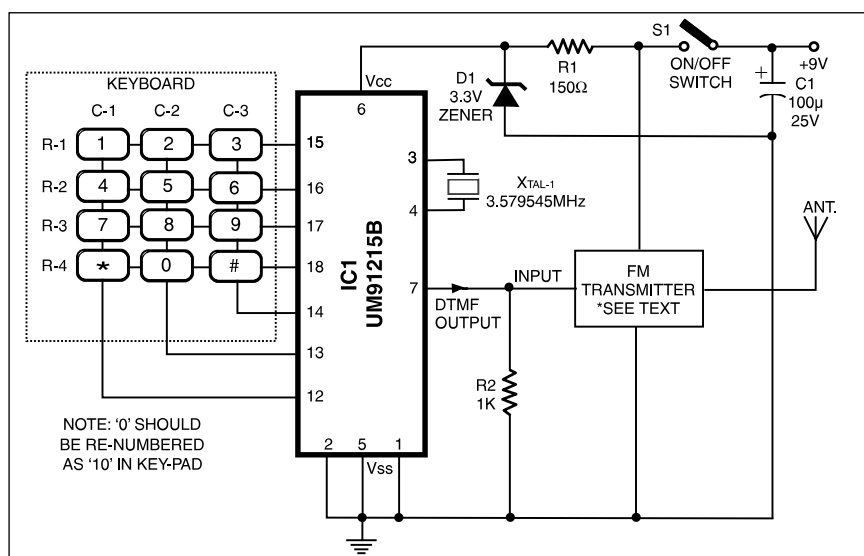 KEYBOARD
C-1 C-2 C-3
R-1 1 2 3
R-2 4 5 6
R-3 7 8 9
R-4 * 0 #
NOTE: '0' SHOULD
BE RE-NUMBERED
AS '10' IN KEY-PAD
Vcc
6
15
16
17
18
14
13
12
IC1
UM91215B
3
4
7
2 5 1
Vss
D1
3.3V
ZENER
R1
150Ω
S1
ON/OFF
SWITCH
+9V
+
C1
100µ
25V
XTAL-1
3.579545MHz
DTMF
OUTPUT
INPUT
R2
1K
FM
TRANSMITTER
*SEE TEXT
ANT.